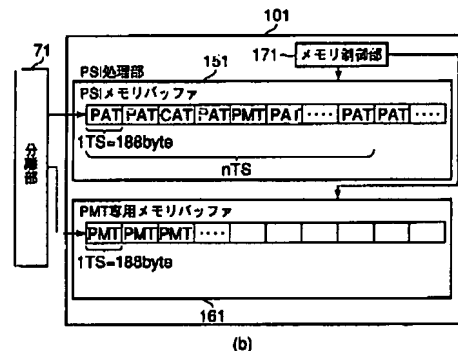 101
71
171
メモリ制御部
PSI処理部
151
PSIメモリバッファ
PAT PAT CAT PAT PMT PAT ‥‥ PAT PAT ‥‥
1TS=188byte
nTS
分離部
PMT専用メモリバッファ
PMT PMT PMT ‥‥
1TS=188byte
161
(b)